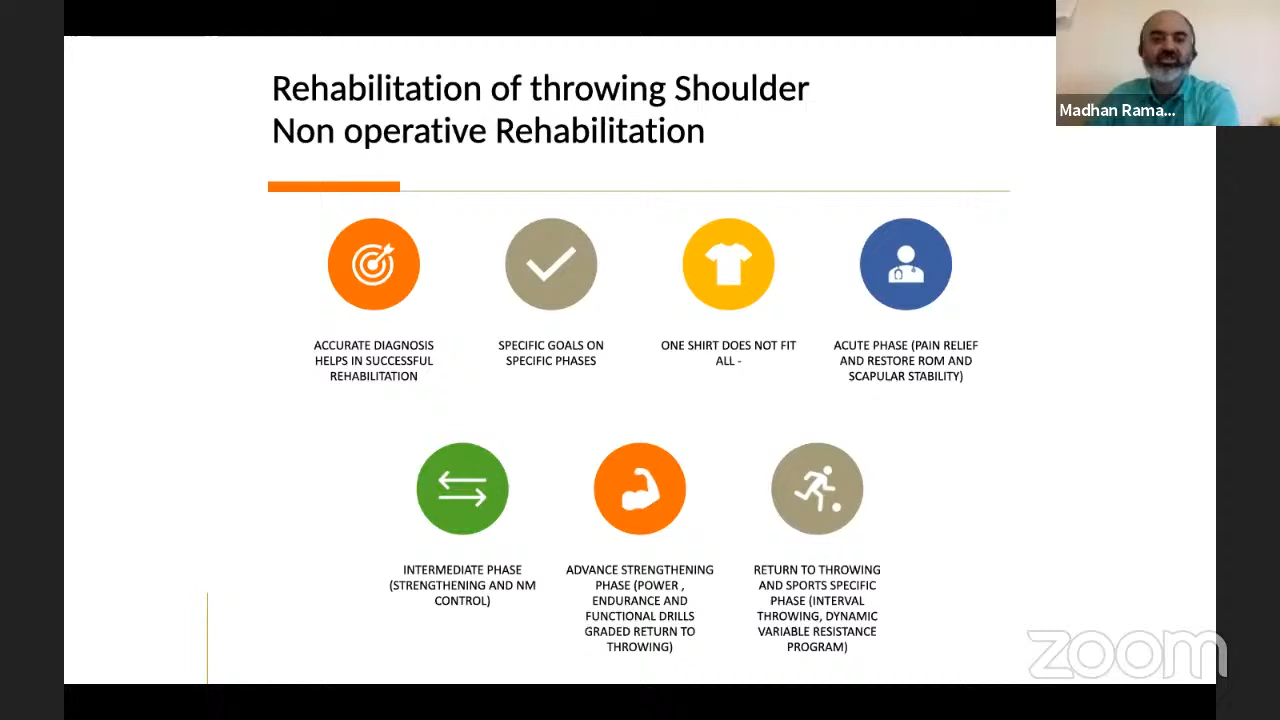 Rehabilitation of throwing Shoulder
Non operative Rehabilitation
Madhan Rama...
ACCURATE DIAGNOSIS
HELPS IN SUCCESSFUL
REHABILITATION
SPECIFIC GOALS ON
SPECIFIC PHASES
ONE SHIRT DOES NOT FIT
ALL -
ACUTE PHASE (PAIN RELIEF
AND RESTORE ROM AND
SCAPULAR STABILITY)
INTERMEDIATE PHASE
(STRENGTHENING AND NM
CONTROL)
ADVANCE STRENGTHENING
PHASE (POWER ,
ENDURANCE AND
FUNCTIONAL DRILLS
GRADED RETURN TO
THROWING)
RETURN TO THROWING
AND SPORTS SPECIFIC
PHASE (INTERVAL
THROWING, DYNAMIC
VARIABLE RESISTANCE
PROGRAM)
zoom